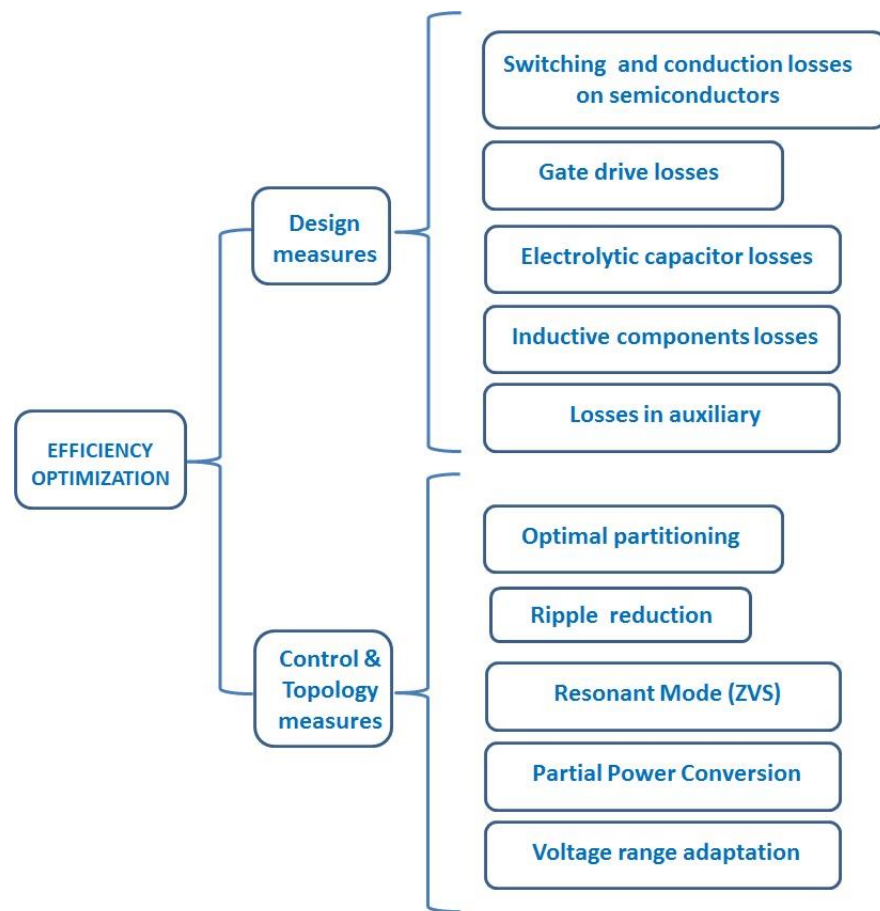 EFFICIENCY
OPTIMIZATION
Design
measures
Switching and conduction losses
on semiconductors
Gate drive losses
Electrolytic capacitor losses
Inductive components losses
Losses in auxiliary
Control &
Topology
measures
Optimal partitioning
Ripple reduction
Resonant Mode (ZVS)
Partial Power Conversion
Voltage range adaptation